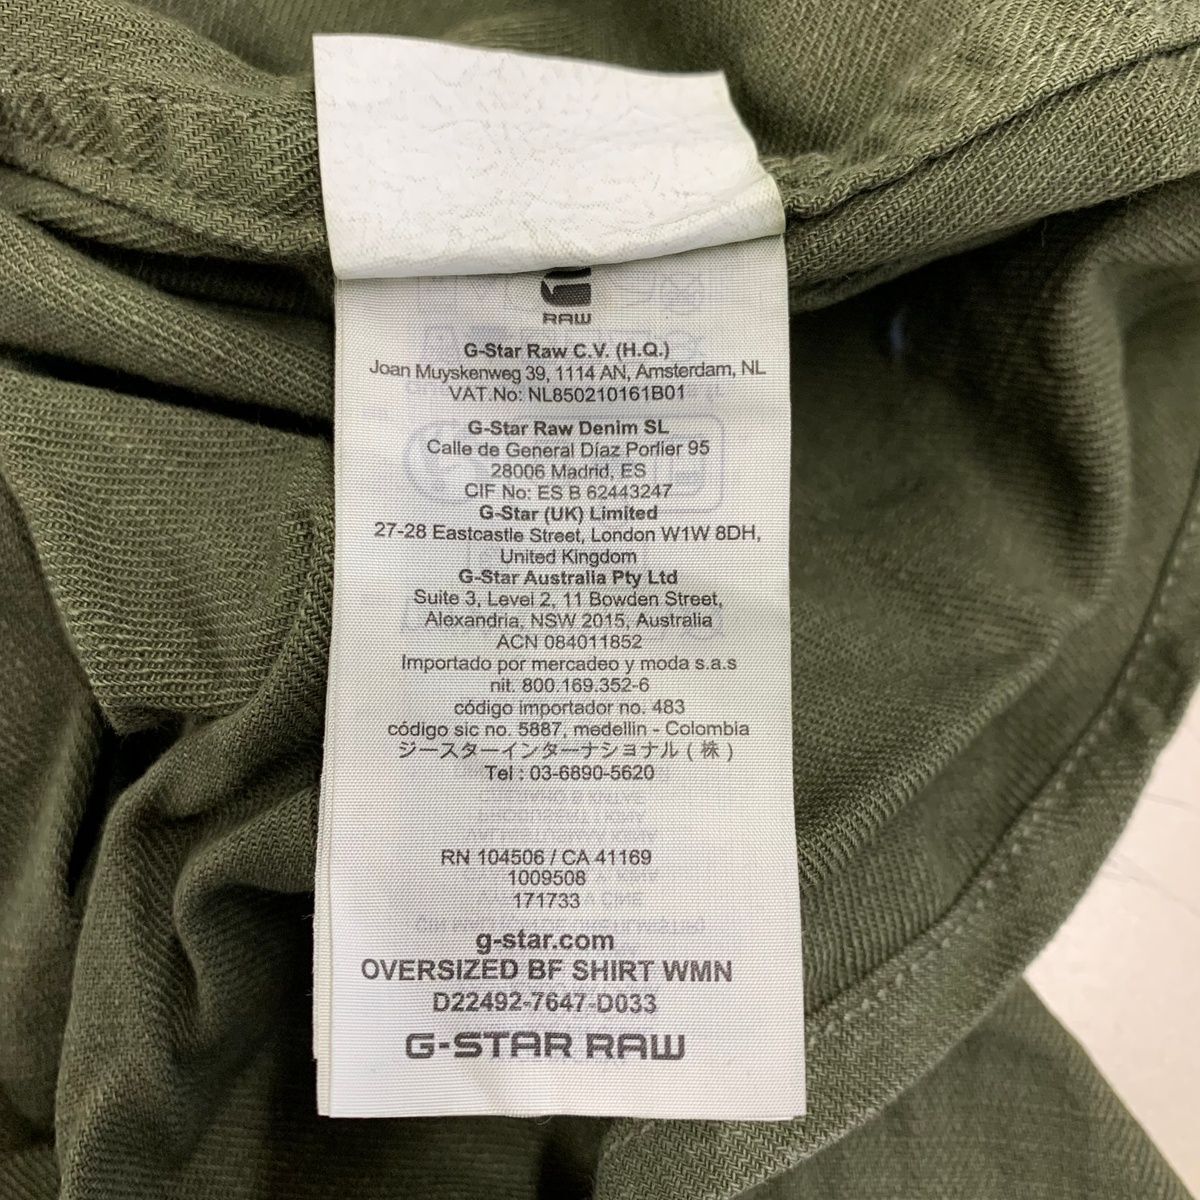 RAW
G-Star Raw C.V. (H.Q.)
Joan Muyskenweg 39, 1114 AN, Amsterdam, NL
VAT.No: NL850210161B01
G-Star Raw Denim SL
Calle de General Díaz Porlier 95
28006 Madrid, ES
CIF No: ES B 62443247
G-Star (UK) Limited
27-28 Eastcastle Street, London W1W 8DH,
United Kingdom
G-Star Australia Pty Ltd
Suite 3, Level 2, 11 Bowden Street,
Alexandria, NSW 2015, Australia
ACN 084011852
Importado por mercadeo y moda s.a.s
nit. 800.169.352-6
código importador no. 483
código sic no. 5887, medellin - Colombia
ジースターインターナショナル ( 株 )
Tel : 03-6890-5620
RN 104506 / CA 41169
1009508
171733
g-star.com
OVERSIZED BF SHIRT WMN
D22492-7647-D033
G-STAR RAW